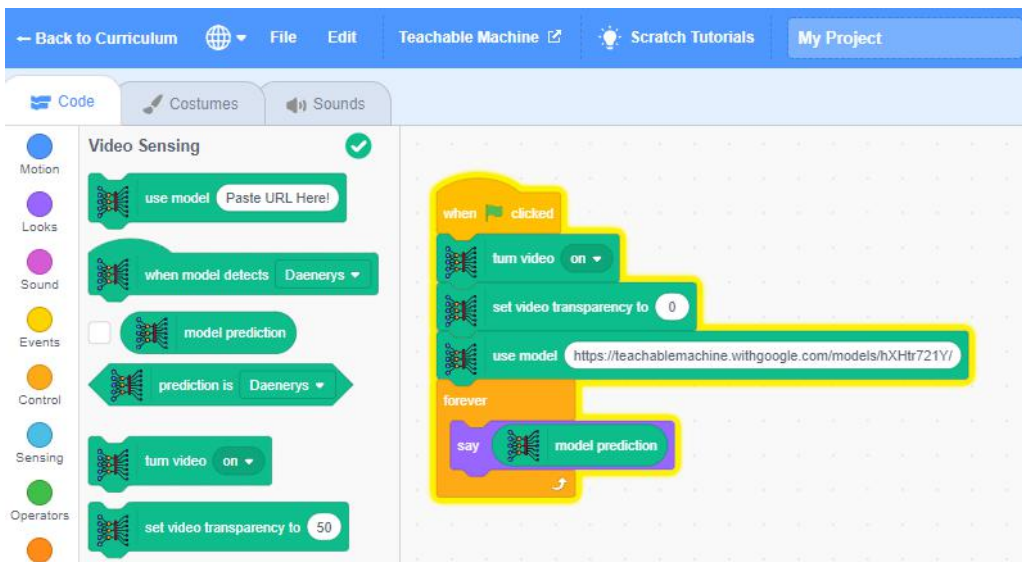 ← Back to Curriculum File Edit Teachable Machine Scratch Tutorials My Project
Code Costumes Sounds
Motion
Looks
Sound
Events
Control
Sensing
Operators
Video Sensing
use model Paste URL Here!
when model detects Daenerys
model prediction
prediction is Daenerys
turn video on
set video transparency to 50
when clicked
turn video on
set video transparency to 0
use model https://teachablemachine.withgoogle.com/models/hXHtr721Y/
forever
say model prediction